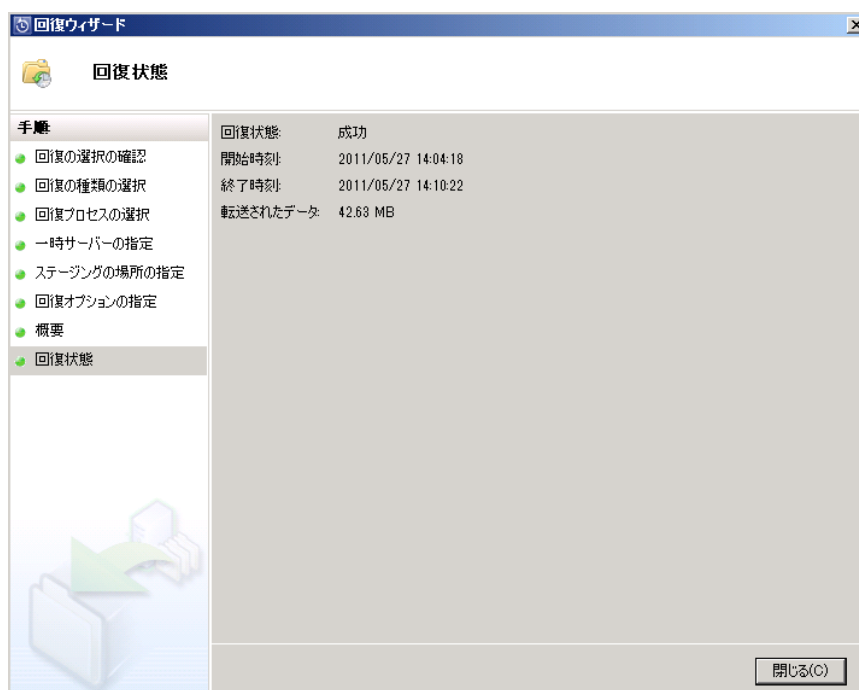 回復ウィザード
回復状態
手順
回復の選択の確認
回復の種類の選択
回復プロセスの選択
一時サーバーの指定
ステージングの場所の指定
回復オプションの指定
概要
回復状態
回復状態: 成功
開始時刻: 2011/05/27 14:04:18
終了時刻: 2011/05/27 14:10:22
転送されたデータ: 42.63 MB
閉じる(C)